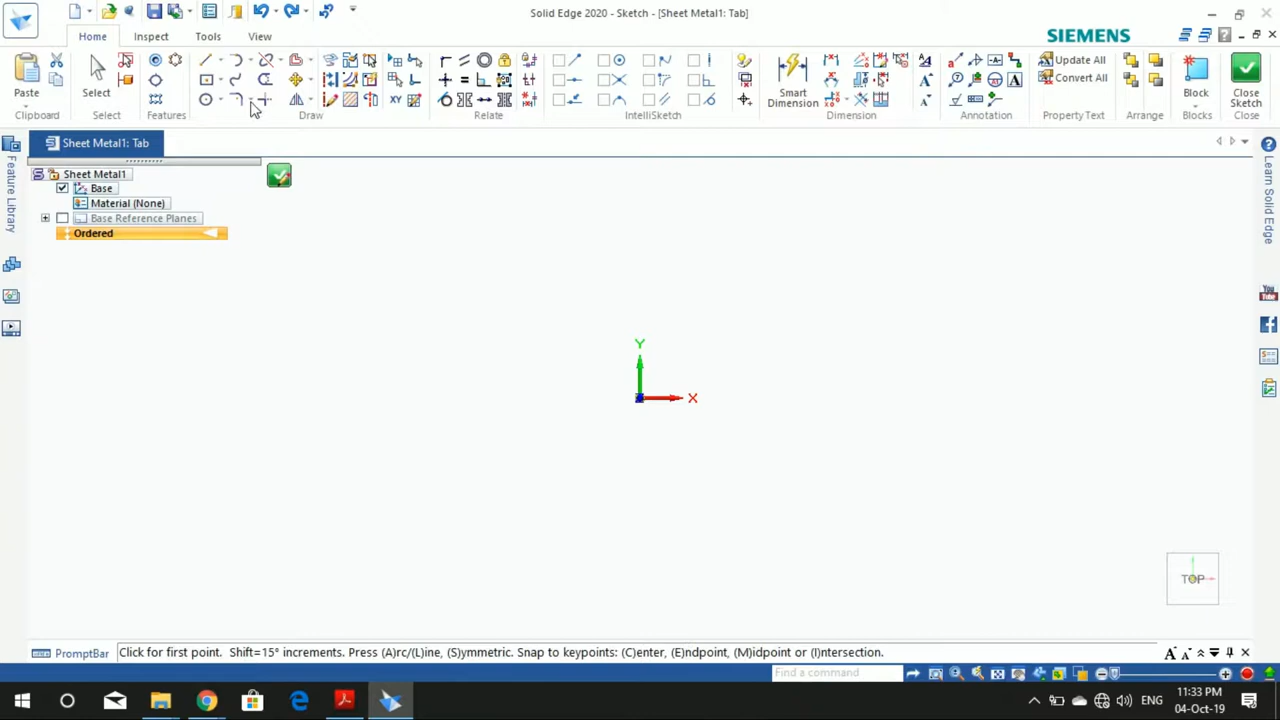 Solid Edge 2020 - Sketch - [Sheet Metal1: Tab]
Home Inspect Tools View
SIEMENS
Paste
Select
Smart
Dimension
Update All
Convert All
Block
Close
Sketch
Clipboard Select Features Draw Relate IntelliSketch Dimension Annotation Property Text Arrange Blocks Close
Sheet Metal1: Tab
Feature Library
Learn Solid Edge
Sheet Metal1
Base
Material (None)
Base Reference Planes
Ordered
Y
X
TOP
PromptBar Click for first point. Shift=15° increments. Press (A)rc/(L)ine, (S)ymmetric. Snap to keypoints: (C)enter, (E)ndpoint, (M)idpoint or (I)ntersection.
Find a command
ENG
11:33 PM
04-Oct-19